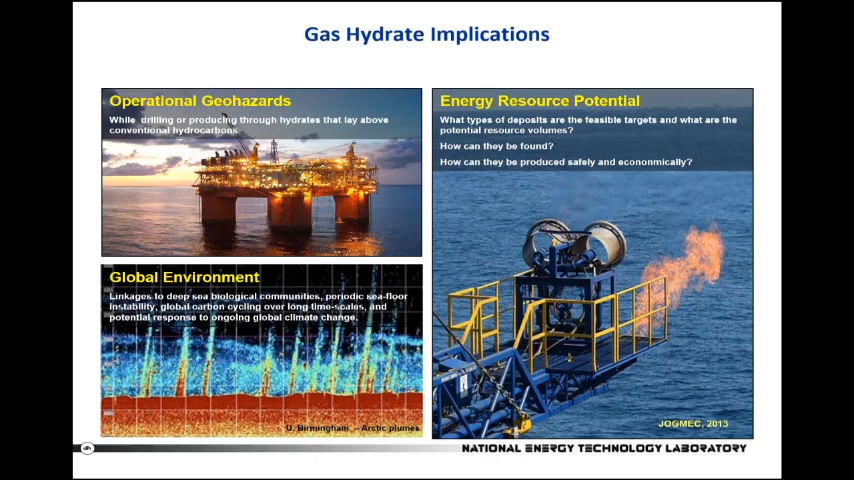 Gas Hydrate Implications
Operational Geohazards
While drilling or producing through hydrates that lay above
conventional hydrocarbons
Global Environment
Linkages to deep sea biological communities, periodic sea-floor
instability, global carbon cycling over long time-scales, and
potential response to ongoing global climate change.
U. Birmingham – Arctic plumes
Energy Resource Potential
What types of deposits are the feasible targets and what are the
potential resource volumes?
How can they be found?
How can they be produced safely and econonmically?
JOGMEC, 2013
NATIONAL ENERGY TECHNOLOGY LABORATORY